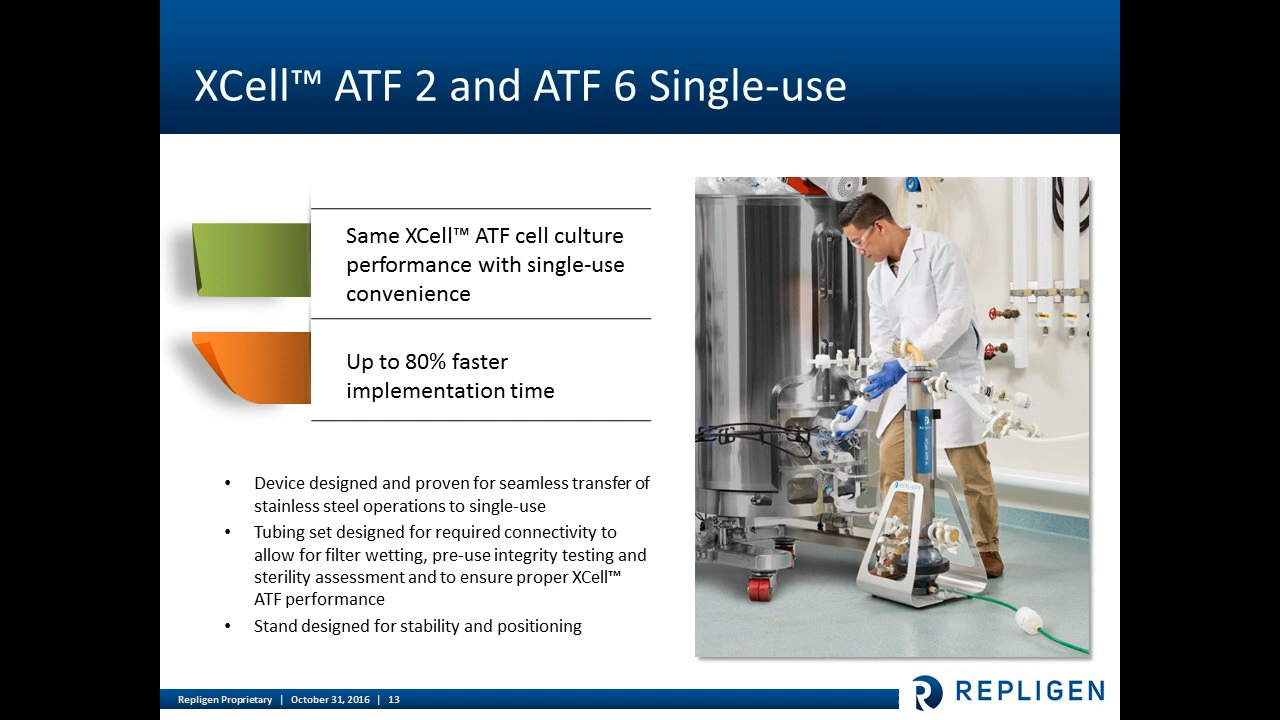 XCell™ ATF 2 and ATF 6 Single-use
Same XCell™ ATF cell culture
performance with single-use
convenience
Up to 80% faster
implementation time
• Device designed and proven for seamless transfer of
stainless steel operations to single-use
• Tubing set designed for required connectivity to
allow for filter wetting, pre-use integrity testing and
sterility assessment and to ensure proper XCell™
ATF performance
• Stand designed for stability and positioning
REPLIGEN
Repligen Proprietary | October 31, 2016 | 13
REPLIGEN